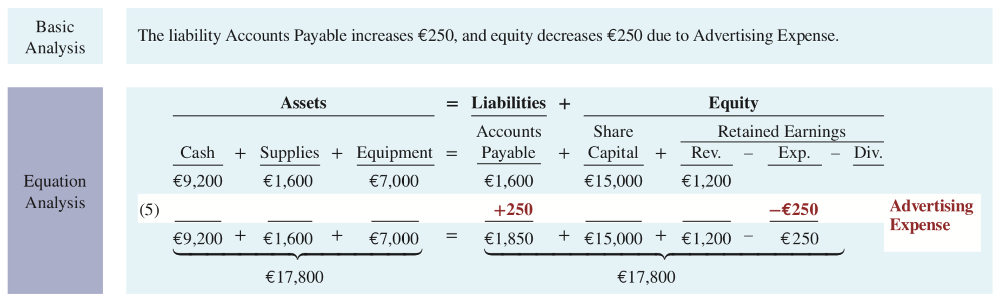 Basic
Analysis
The liability Accounts Payable increases €250, and equity decreases €250 due to Advertising Expense.
Equation
Analysis
Assets = Liabilities + Equity
Accounts Share Retained Earnings
Cash + Supplies + Equipment = Payable + Capital + Rev. – Exp. – Div.
€9,200 €1,600 €7,000 €1,600 €15,000 €1,200
(5) +250 –€250 Advertising
Expense
€9,200 + €1,600 + €7,000 = €1,850 + €15,000 + €1,200 – €250
€17,800 €17,800